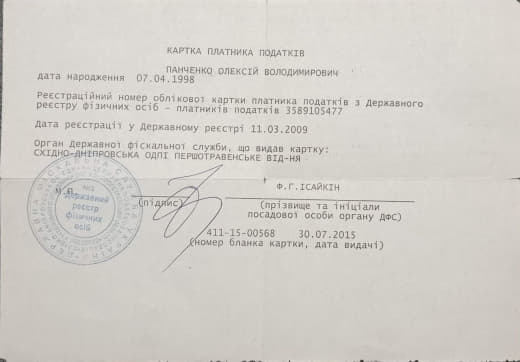 КАРТКА ПЛАТНИКА ПОДАТКІВ
ПАНЧЕНКО ОЛЕКСІЙ ВОЛОДИМИРОВИЧ
дата народження 07.04.1998
Реєстраційний номер облікової картки платника податків з Державного
реєстру фізичних осіб – платників податків 3589105477
Дата реєстрації у Державному реєстрі 11.03.2009
Орган Державної фіскальної служби, що видав картку:
СХІДНО-ДНІПРОВСЬКА ОДПІ ПЕРШОТРАВЕНСЬКЕ ВІД-НЯ
Ф.Г.ІСАЙКІН
М.П.
(підпис)
(прізвище та ініціали
посадової особи органу ДФС)
411-15-00568 30.07.2015
(номер бланка картки, дата видачі)
Державний
реєстр
фізичних
осіб